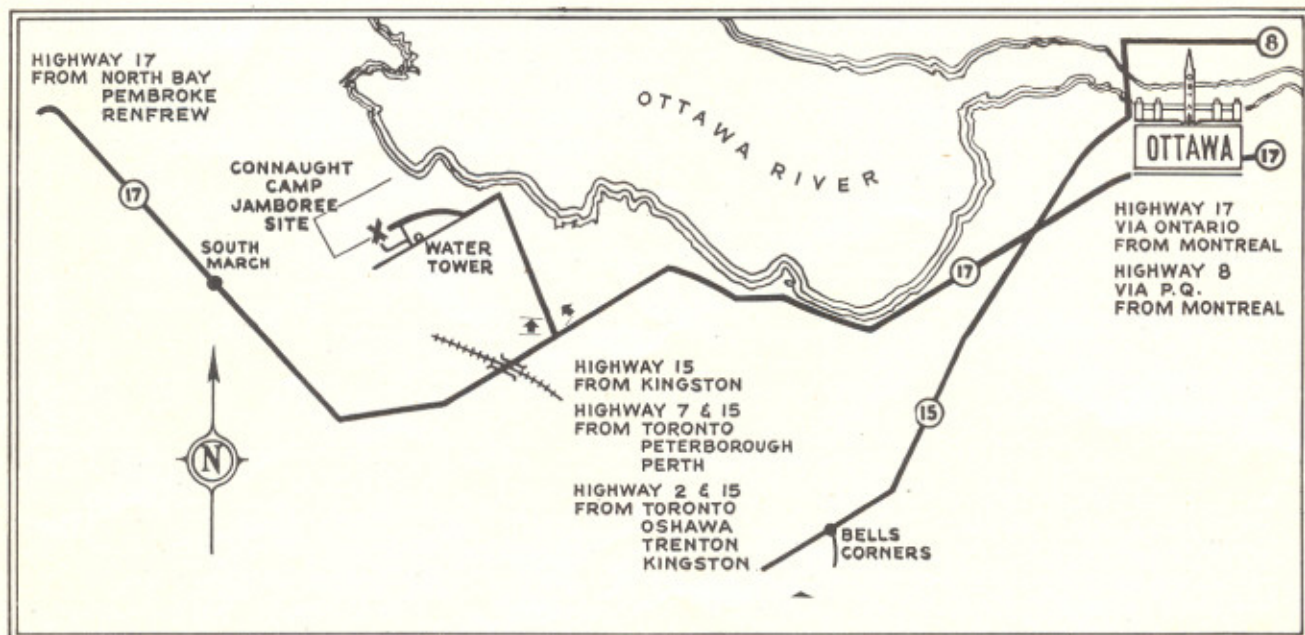 HIGHWAY 17
FROM NORTH BAY
PEMBROKE
RENFREW
17
SOUTH
MARCH
CONNAUGHT
CAMP
JAMBOREE
SITE
X
WATER
TOWER
OTTAWA RIVER
8
OTTAWA
17
17
HIGHWAY 17
VIA ONTARIO
FROM MONTREAL
HIGHWAY 8
VIA P.Q.
FROM MONTREAL
HIGHWAY 15
FROM KINGSTON
HIGHWAY 7 & 15
FROM TORONTO
PETERBOROUGH
PERTH
HIGHWAY 2 & 15
FROM TORONTO
OSHAWA
TRENTON
KINGSTON
15
BELLS
CORNERS
N